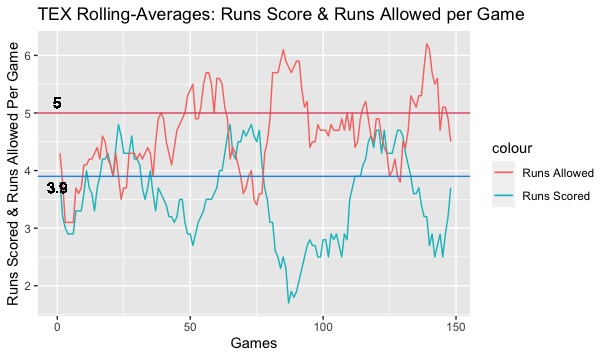 TEX Rolling-Averages: Runs Score & Runs Allowed per Game
Runs Scored & Runs Allowed Per Game
6
5
4
3
2
5
3.9
0
50
100
150
Games
colour
Runs Allowed
Runs Scored